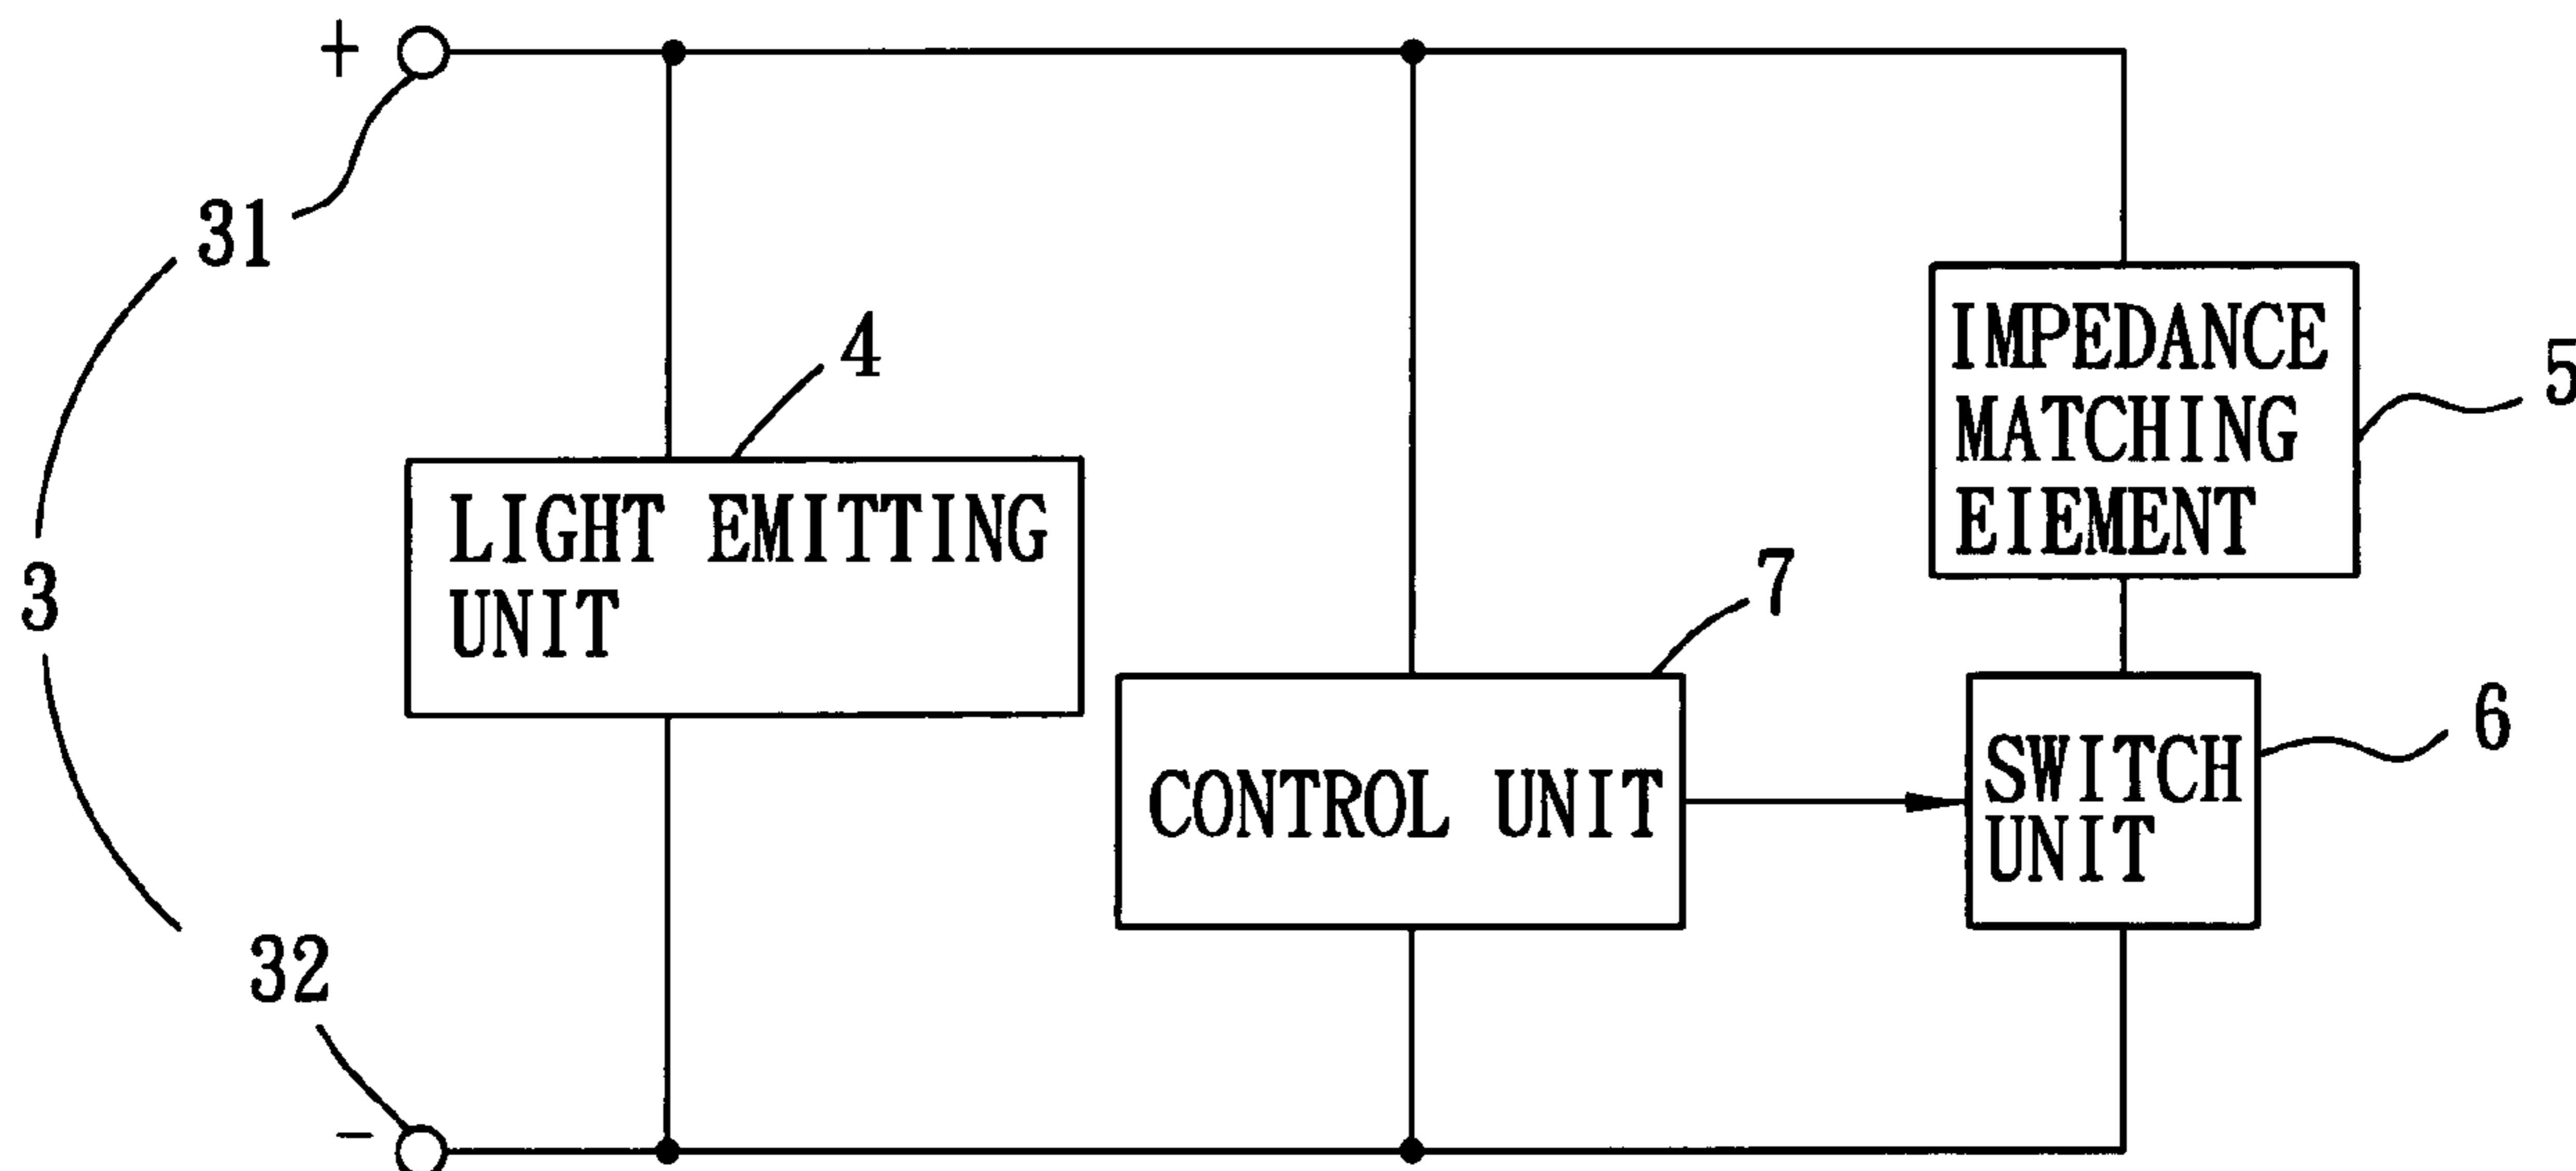 +
31
4
IMPEDANCE
MATCHING
EIEMENT
5
LIGHT EMITTING
UNIT
3
7
6
SWITCH
UNIT
CONTROL UNIT
32
-